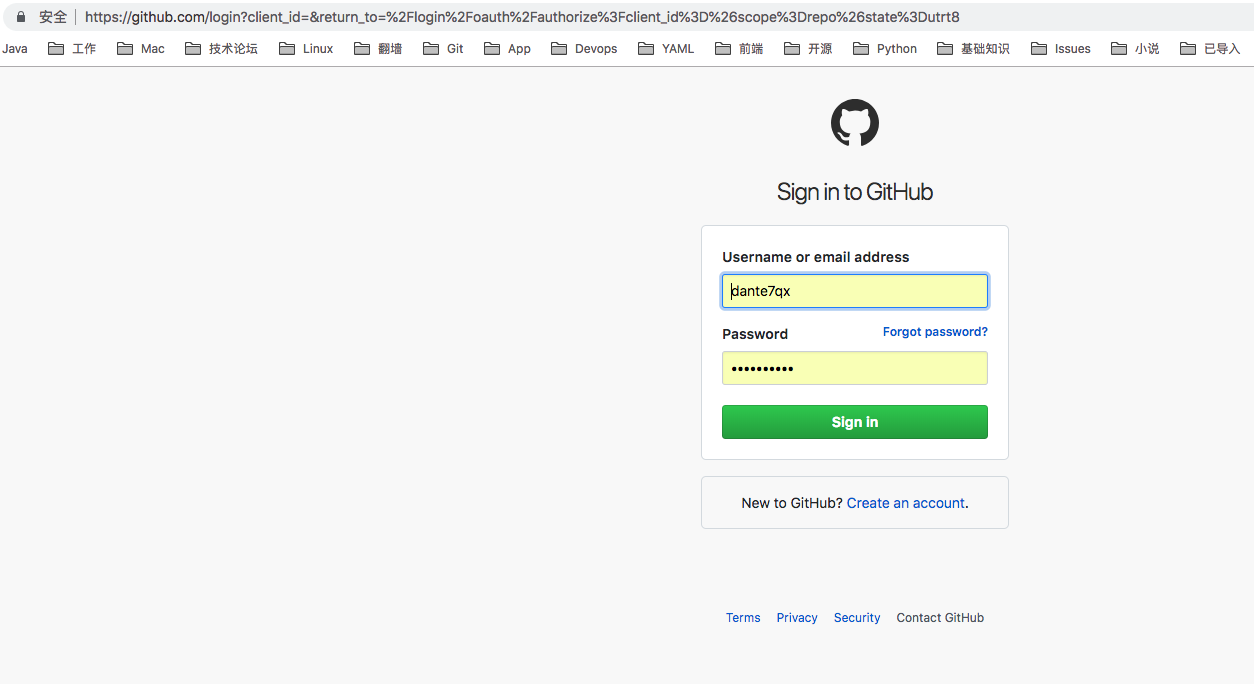 安全 https://github.com/login?client_id=&return_to=%2Flogin%2Foauth%2Fauthorize%3Fclient_id%3D%26scope%3Drepo%26state%3Dutrt8
Java 工作 Mac 技术论坛 Linux 翻墙 Git App Devops YAML 前端 开源 Python 基础知识 Issues 小说 已导入
Sign in to GitHub
Username or email address
dante7qx
Password Forgot password?
••••••••••
Sign in
New to GitHub? Create an account.
Terms Privacy Security Contact GitHub